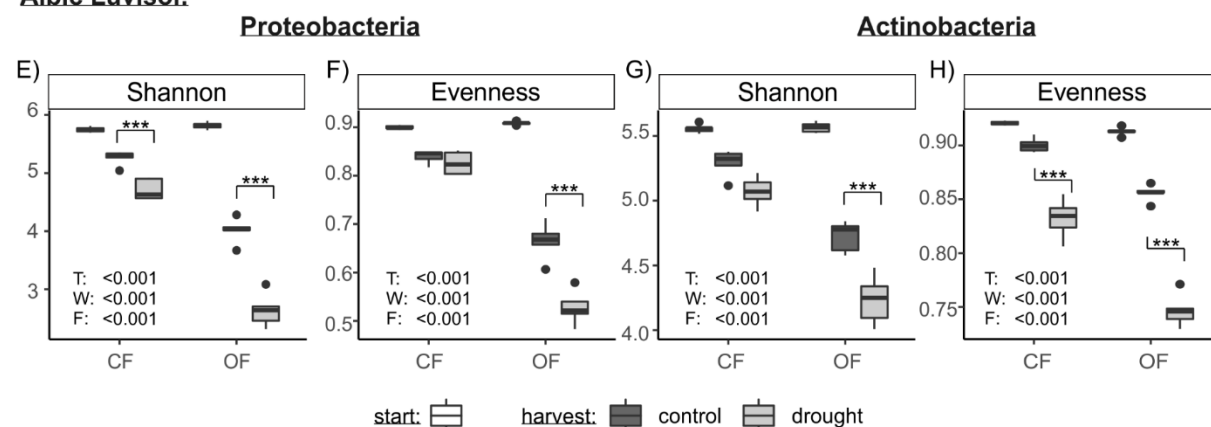 Albic Luvisol:
Proteobacteria Actinobacteria
E) F) G) H)
Shannon Evenness Shannon Evenness
6 5 4 3
*** ***
T: <0.001
W: <0.001
F: <0.001
CF OF
0.9 0.8 0.7 0.6 0.5
***
T: <0.001
W: <0.001
F: <0.001
CF OF
5.5 5.0 4.5 4.0
***
T: <0.001
W: <0.001
F: <0.001
CF OF
0.90 0.85 0.80 0.75
*** ***
T: <0.001
W: <0.001
F: <0.001
CF OF
start: harvest: control drought